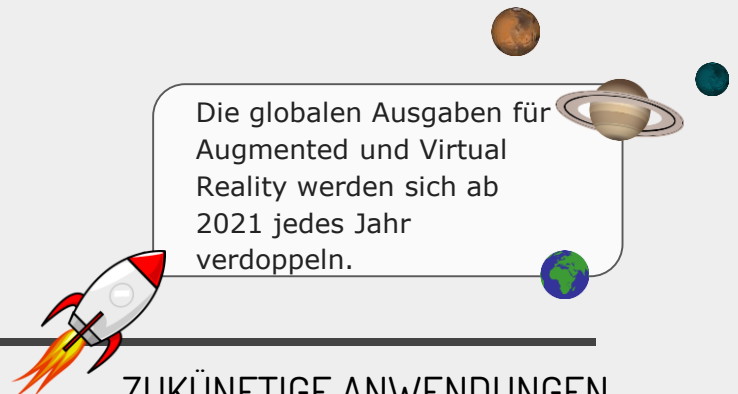 Die globalen Ausgaben für
Augmented und Virtual
Reality werden sich ab
2021 jedes Jahr
verdoppeln.
ZUKÜNFTIGE ANWENDUNGEN